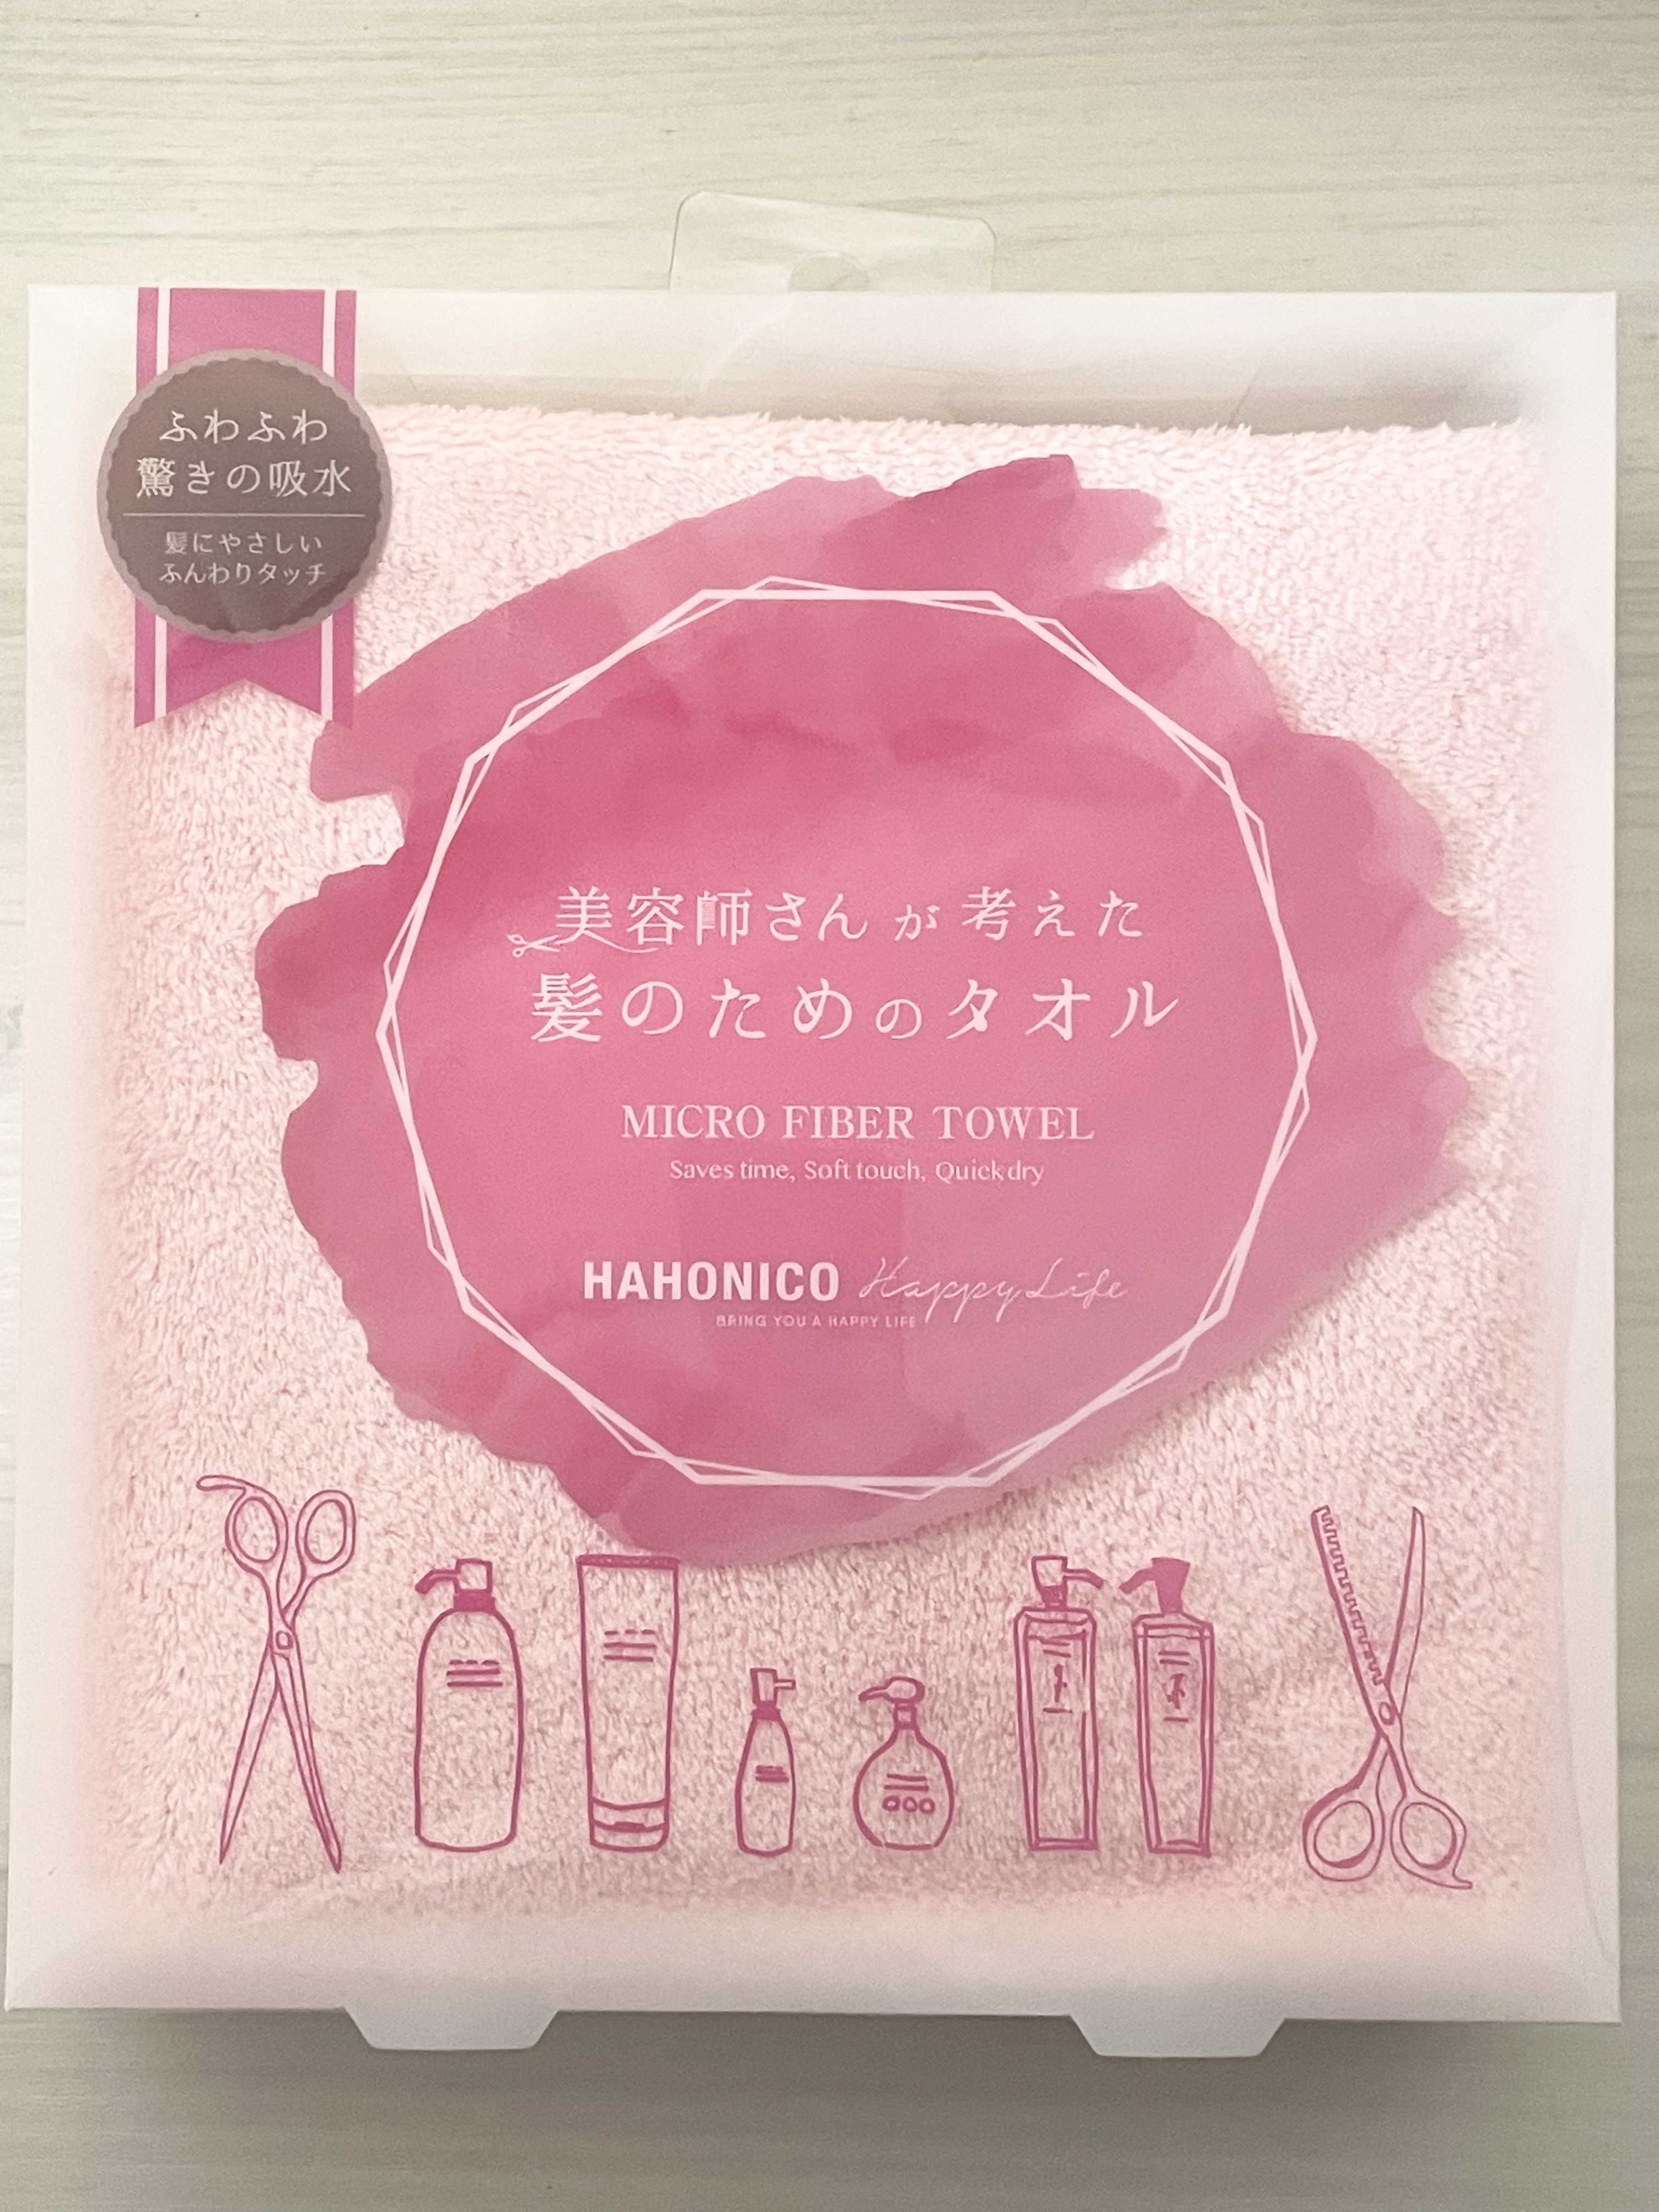 ふわふわ
驚きの吸水
髪にやさしい
ふんわりタッチ
美容師さんが考えた
髪のためのタオル
MICRO FIBER TOWEL
Saves time, Soft touch, Quick dry
HAHONICO Happy Life
BRING YOU A HAPPY LIFE